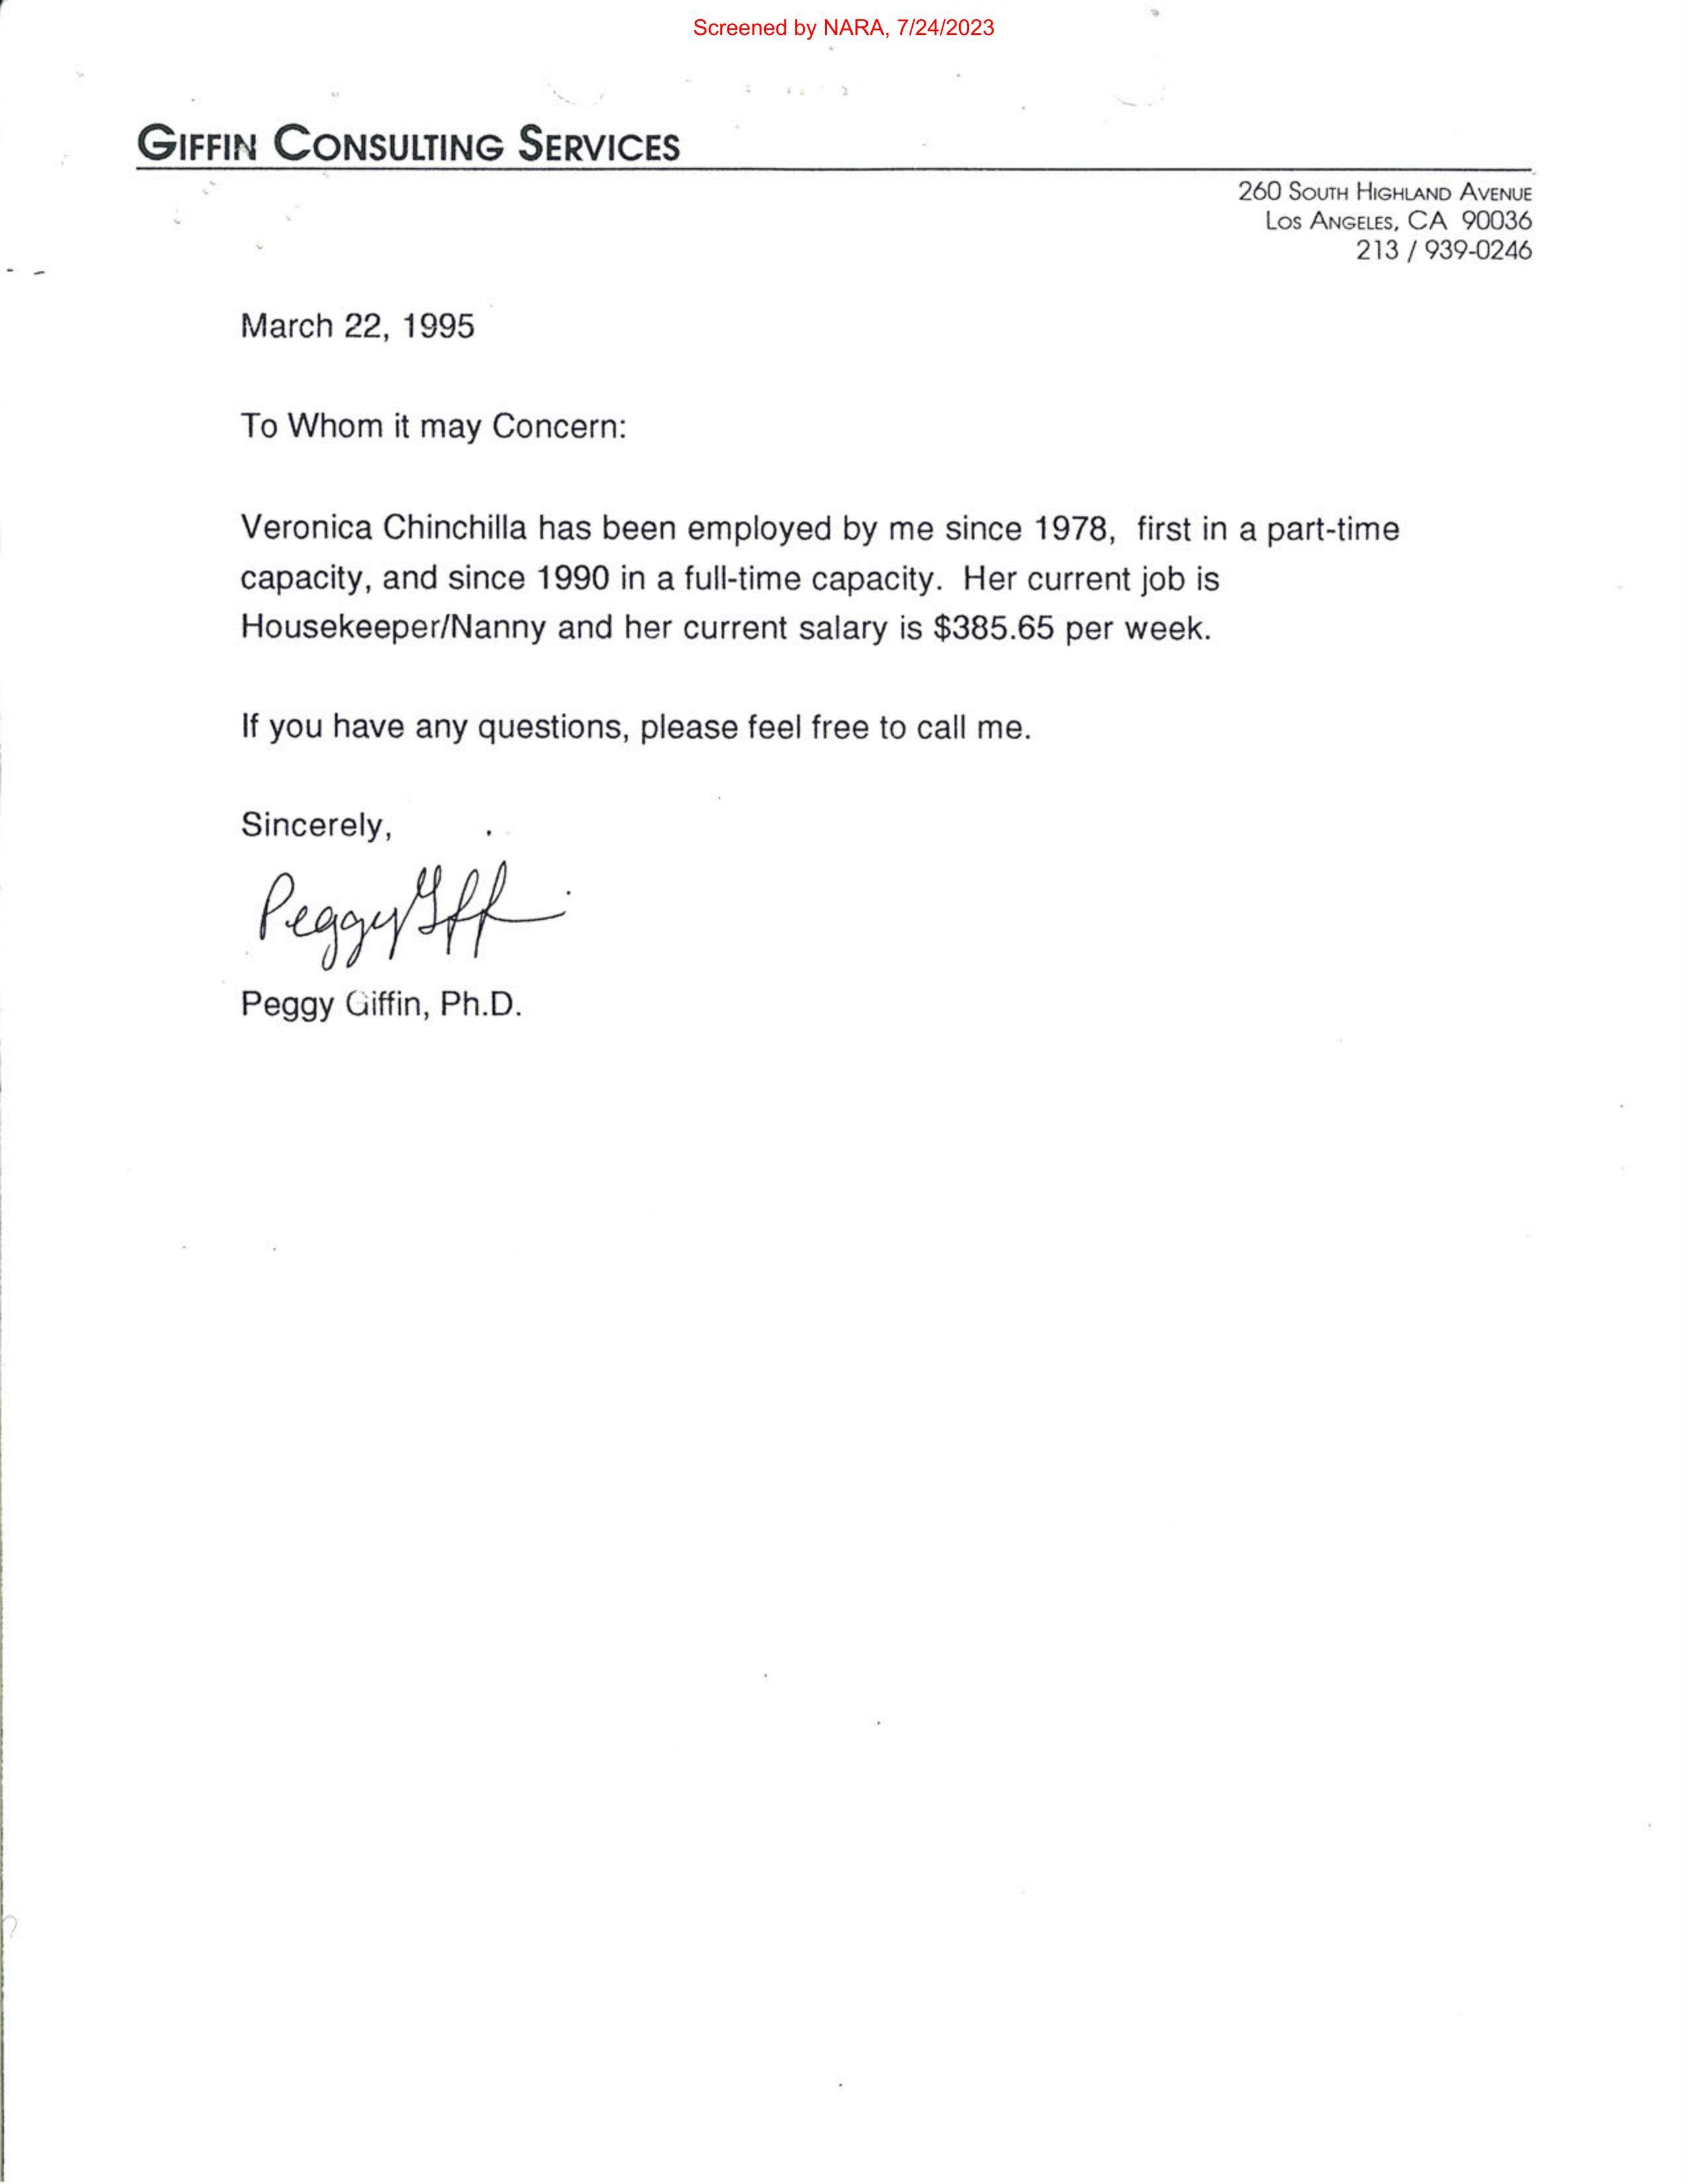 Screened by NARA, 7/24/2023
GIFFIN CONSULTING SERVICES
260 SOUTH HIGHLAND AVENUE
LOS ANGELES, CA 90036
213 / 939-0246
March 22, 1995
To Whom it may Concern:
Veronica Chinchilla has been employed by me since 1978, first in a part-time
capacity, and since 1990 in a full-time capacity. Her current job is
Housekeeper/Nanny and her current salary is $385.65 per week.
If you have any questions, please feel free to call me.
Sincerely,
Peggy Giff
Peggy Giffin, Ph.D.